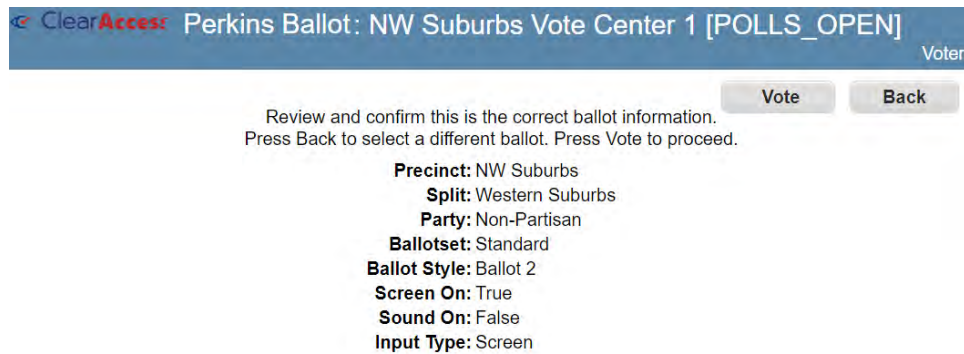 ClearAccess Perkins Ballot: NW Suburbs Vote Center 1 [POLLS_OPEN]
Voter
Vote Back
Review and confirm this is the correct ballot information.
Press Back to select a different ballot. Press Vote to proceed.
Precinct: NW Suburbs
Split: Western Suburbs
Party: Non-Partisan
Ballotset: Standard
Ballot Style: Ballot 2
Screen On: True
Sound On: False
Input Type: Screen